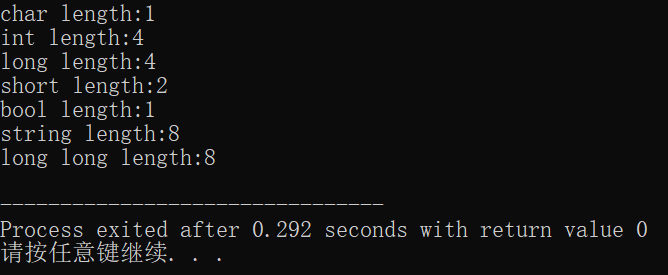 char length:1
int length:4
long length:4
short length:2
bool length:1
string length:8
long long length:8
--------------------------------
Process exited after 0.292 seconds with return value 0
请按任意键继续. . .